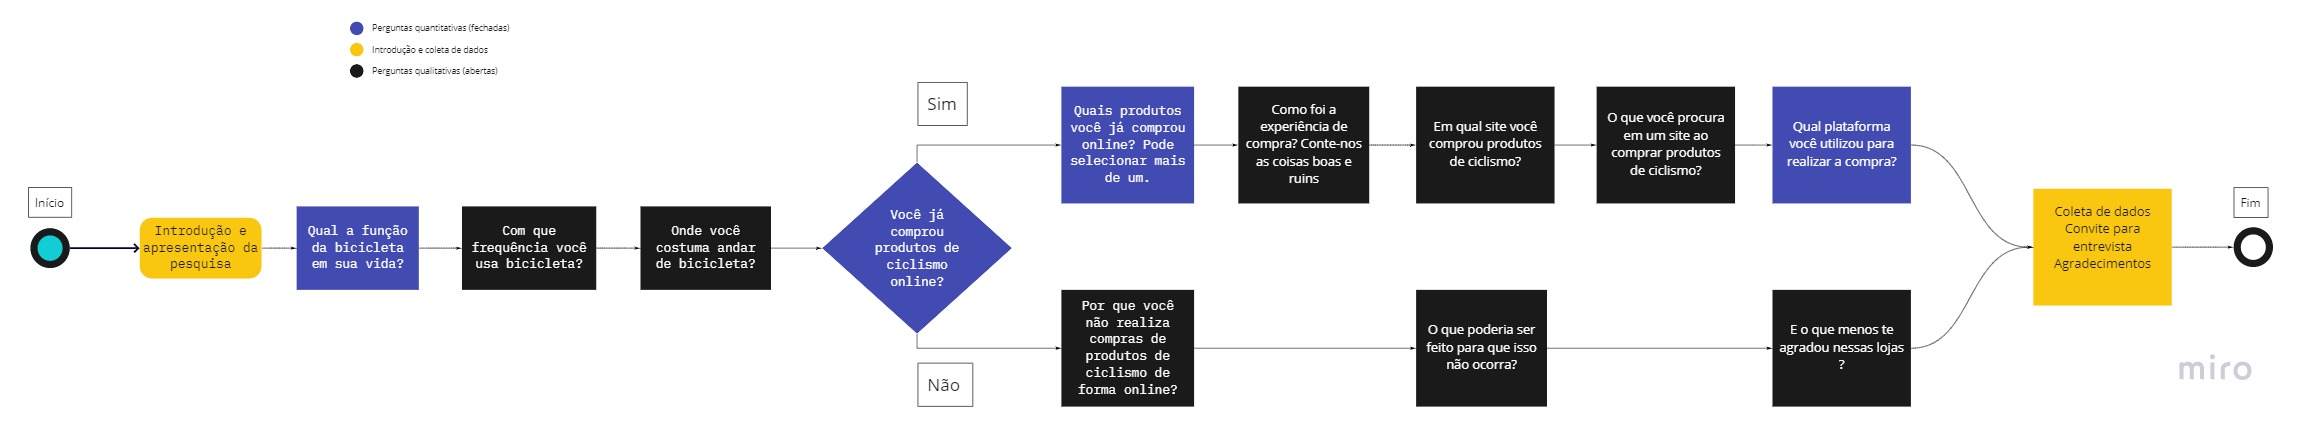 Perguntas quantitativas (fechadas)
Introdução e coleta de dados
Perguntas qualitativas (abertas)
Início
Introdução e
apresentação da
pesquisa
Qual a função
da bicicleta
em sua vida?
Com que
frequência você
usa bicicleta?
Onde você
costuma andar
de bicicleta?
Você já
comprou
produtos de
ciclismo
online?
Sim
Quais produtos
você já comprou
online? Pode
selecionar mais
de um.
Como foi a
experiência de
compra? Conte-nos
as coisas boas e
ruins
Em qual site você
comprou produtos
de ciclismo?
O que você procura
em um site ao
comprar produtos
de ciclismo?
Qual plataforma
você utilizou para
realizar a compra?
Não
Por que você
não realiza
compras de
produtos de
ciclismo de
forma online?
O que poderia ser
feito para que isso
não ocorra?
E o que menos te
agradou nessas lojas
?
Coleta de dados
Convite para
entrevista
Agradecimentos
Fim
miro